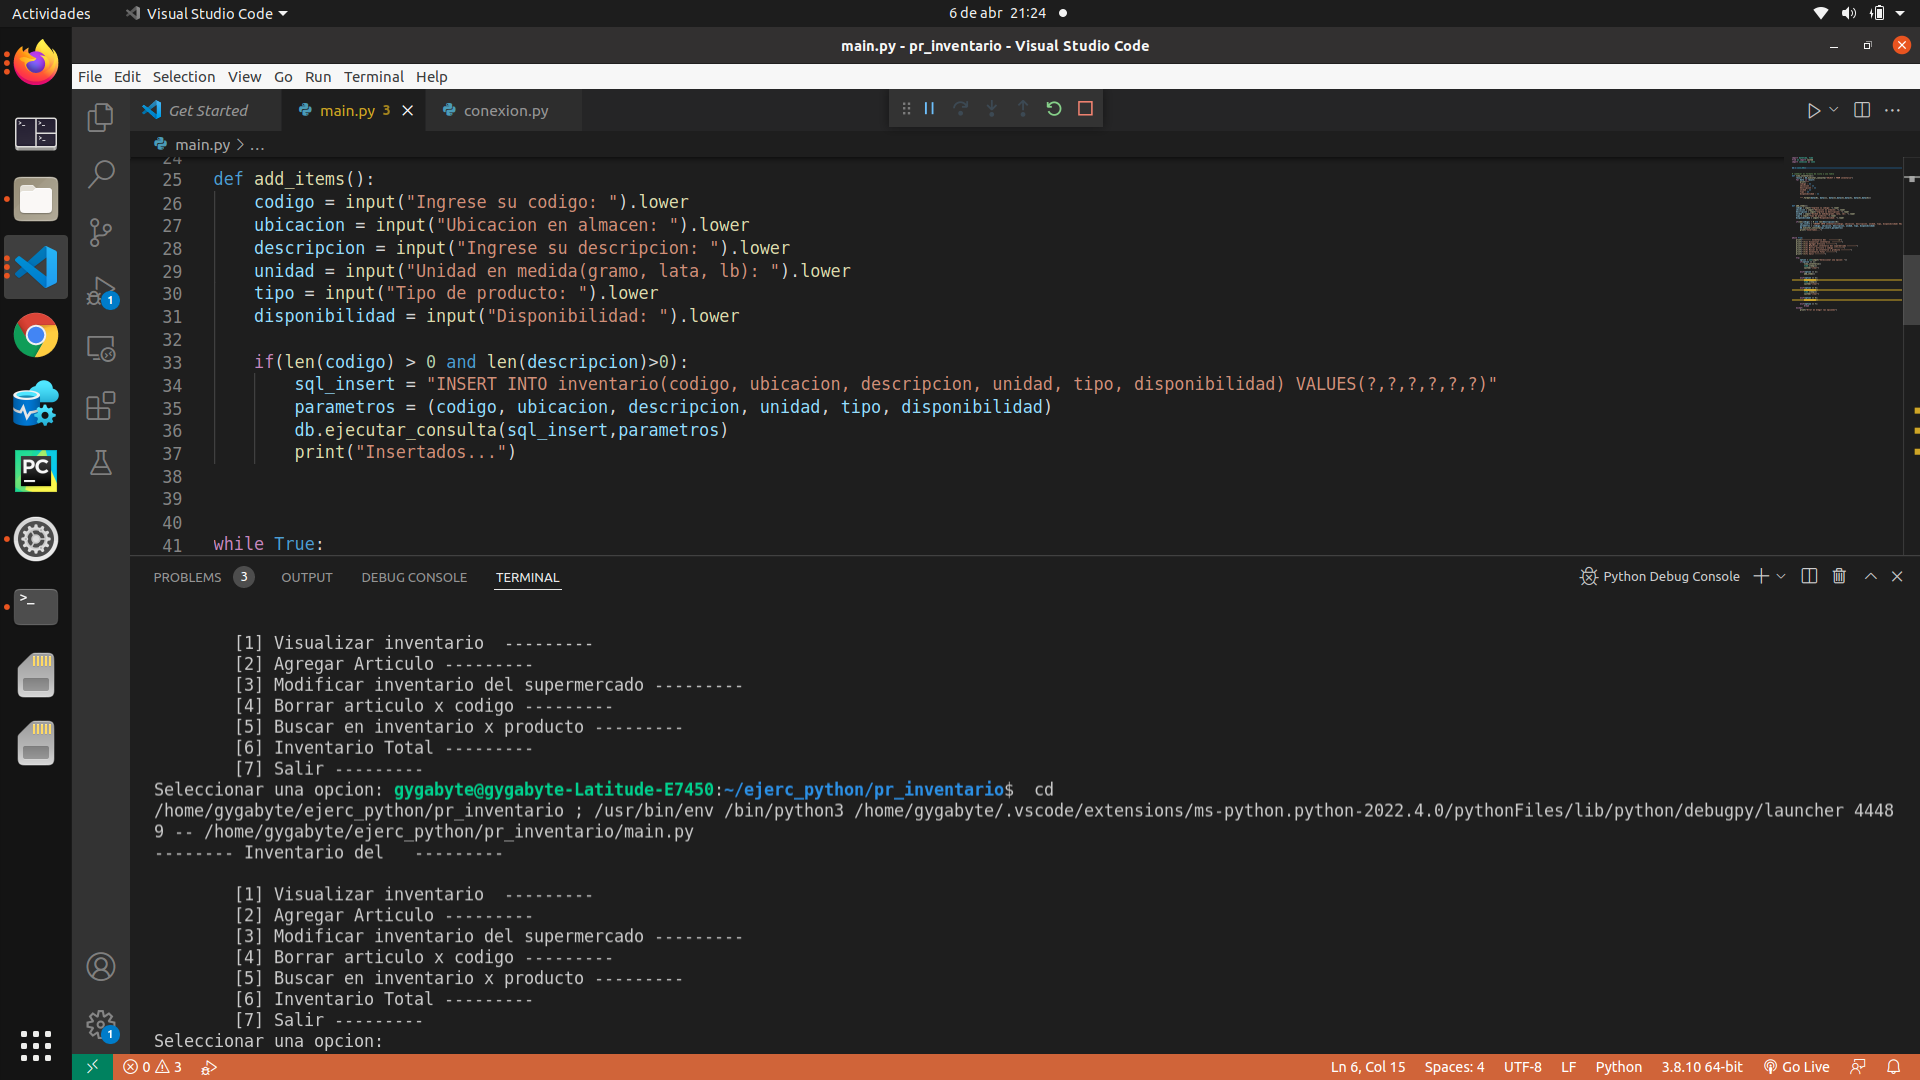 Actividades
Visual Studio Code
6 de abr 21:24
main.py - pr_inventario - Visual Studio Code
File Edit Selection View Go Run Terminal Help
Get Started
main.py 3
conexion.py
main.py > ...
24
25 def add_items():
26 codigo = input("Ingrese su codigo: ").lower
27 ubicacion = input("Ubicacion en almacen: ").lower
28 descripcion = input("Ingrese su descripcion: ").lower
29 unidad = input("Unidad en medida(gramo, lata, lb): ").lower
30 tipo = input("Tipo de producto: ").lower
31 disponibilidad = input("Disponibilidad: ").lower
32
33 if(len(codigo) > 0 and len(descripcion)>0):
34 sql_insert = "INSERT INTO inventario(codigo, ubicacion, descripcion, unidad, tipo, disponibilidad) VALUES(?,?,?,?,?,?)"
35 parametros = (codigo, ubicacion, descripcion, unidad, tipo, disponibilidad)
36 db.ejecutar_consulta(sql_insert,parametros)
37 print("Insertados...")
38
39
40
41 while True:
PROBLEMS 3 OUTPUT DEBUG CONSOLE TERMINAL
Python Debug Console
[1] Visualizar inventario ---------
[2] Agregar Articulo ---------
[3] Modificar inventario del supermercado ---------
[4] Borrar articulo x codigo ---------
[5] Buscar en inventario x producto ---------
[6] Inventario Total ---------
[7] Salir ---------
Seleccionar una opcion: gygabyte@gygabyte-Latitude-E7450:~/ejerc_python/pr_inventario$ cd
/home/gygabyte/ejerc_python/pr_inventario ; /usr/bin/env /bin/python3 /home/gygabyte/.vscode/extensions/ms-python.python-2022.4.0/pythonFiles/lib/python/debugpy/launcher 4448
9 -- /home/gygabyte/ejerc_python/pr_inventario/main.py
-------- Inventario del ---------
[1] Visualizar inventario ---------
[2] Agregar Articulo ---------
[3] Modificar inventario del supermercado ---------
[4] Borrar articulo x codigo ---------
[5] Buscar en inventario x producto ---------
[6] Inventario Total ---------
[7] Salir ---------
Seleccionar una opcion:
PC
1
1
0 3
Ln 6, Col 15 Spaces: 4 UTF-8 LF Python 3.8.10 64-bit Go Live